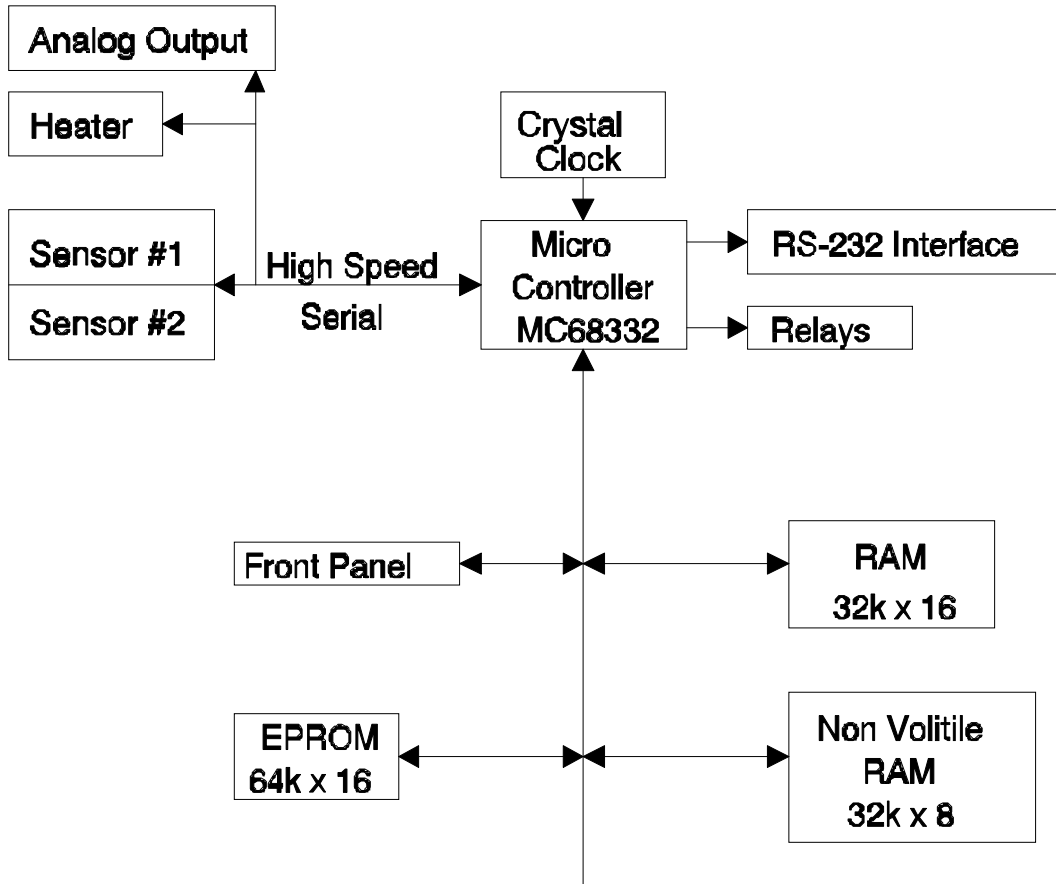 Analog Output
Heater
Crystal
Clock
Sensor #1
Sensor #2
High Speed
Serial
Micro
Controller
MC68332
RS-232 Interface
Relays
Front Panel
RAM
32k x 16
EPROM
64k x 16
Non Volitile
RAM
32k x 8